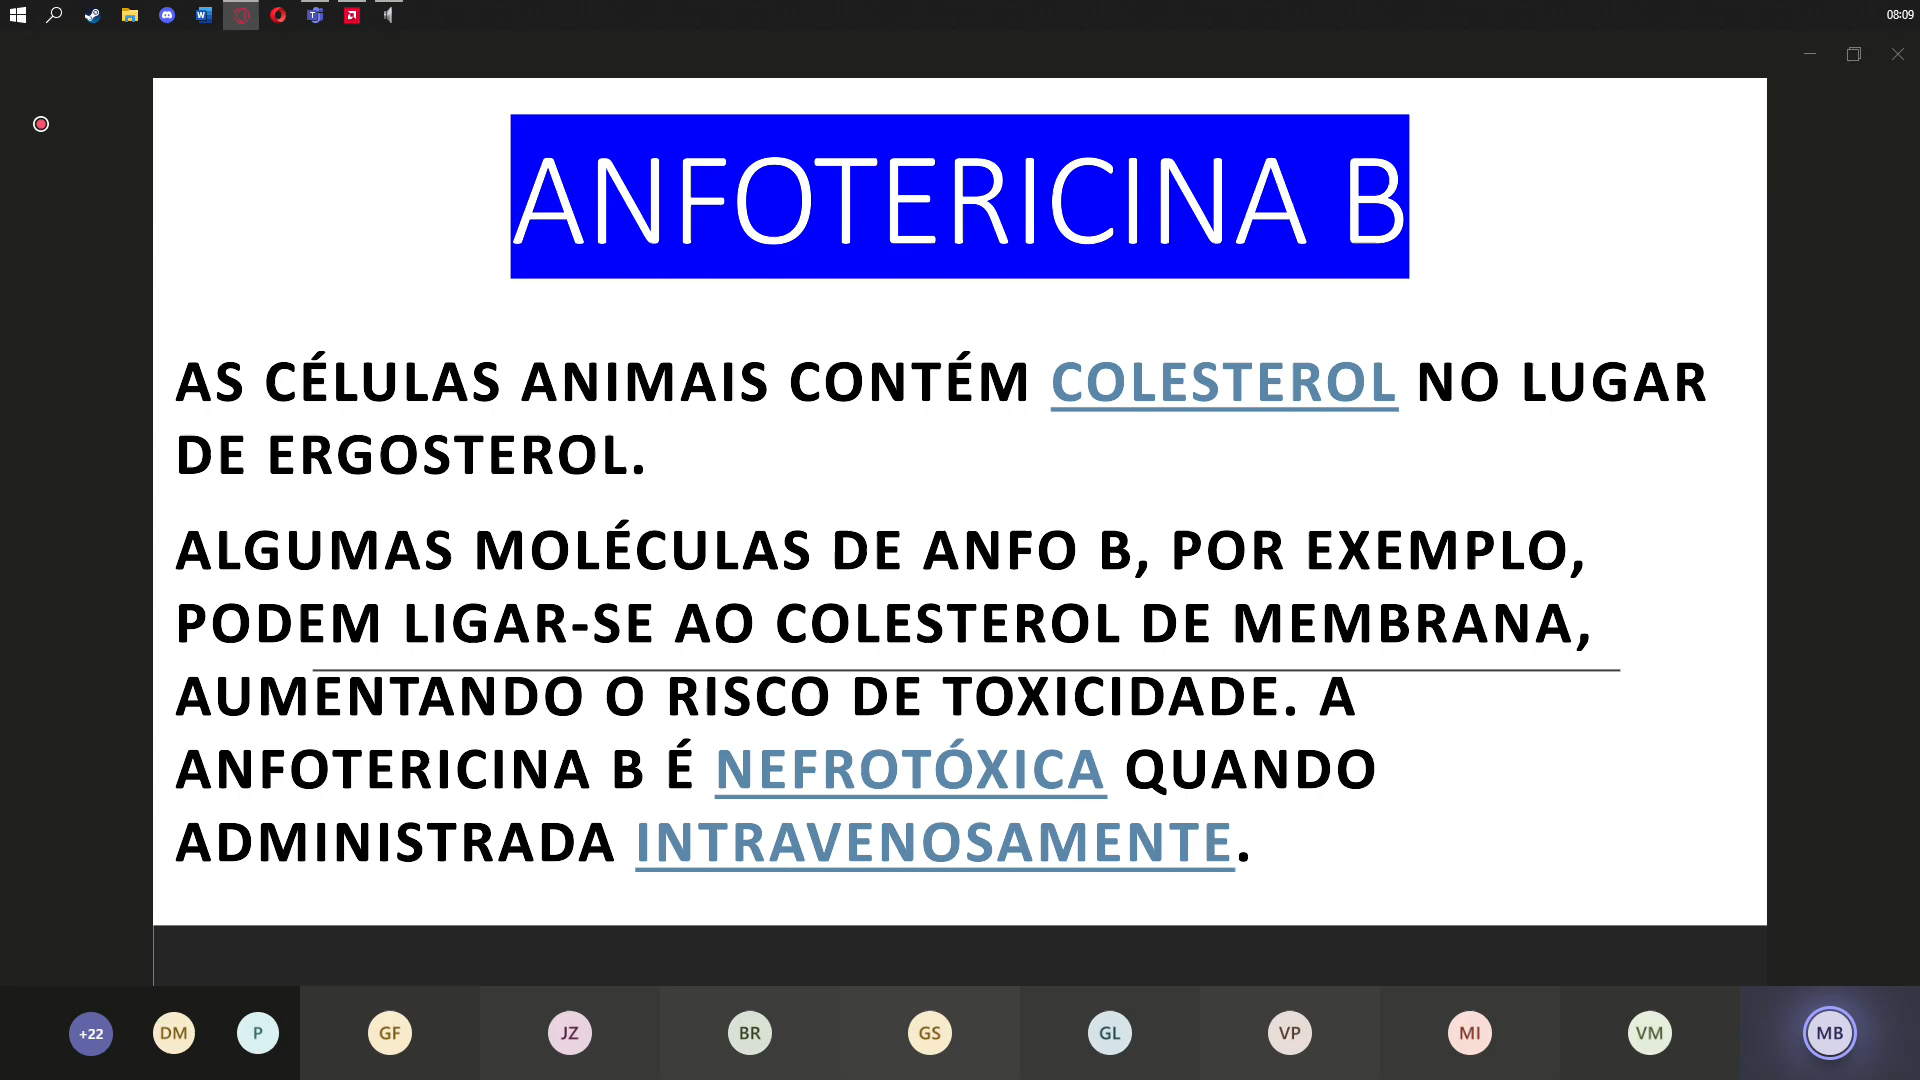 08:09
ANFOTERICINA B
AS CÉLULAS ANIMAIS CONTÉM COLESTEROL NO LUGAR
DE ERGOSTEROL.
ALGUMAS MOLÉCULAS DE ANFO B, POR EXEMPLO,
PODEM LIGAR-SE AO COLESTEROL DE MEMBRANA,
AUMENTANDO O RISCO DE TOXICIDADE. A
ANFOTERICINA B É NEFROTÓXICA QUANDO
ADMINISTRADA INTRAVENOSAMENTE.
+22 DM P GF JZ BR GS GL VP MI VM MB